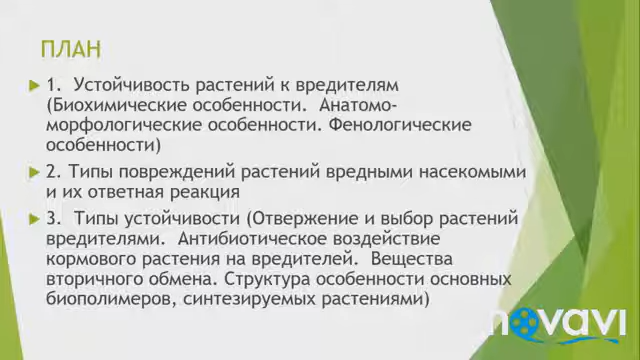 ПЛАН
1. Устойчивость растений к вредителям
(Биохимические особенности. Анатомо-
морфологические особенности. Фенологические
особенности)
2. Типы повреждений растений вредными насекомыми
и их ответная реакция
3. Типы устойчивости (Отвержение и выбор растений
вредителями. Антибиотическое воздействие
кормового растения на вредителей. Вещества
вторичного обмена. Структура особенности основных
биополимеров, синтезируемых растениями)
movavi